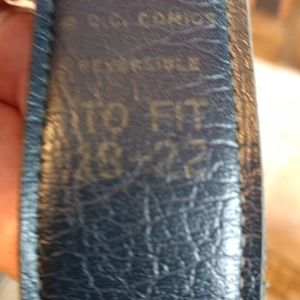 © D.C. COMICS
REVERSIBLE
TO FIT
18-22